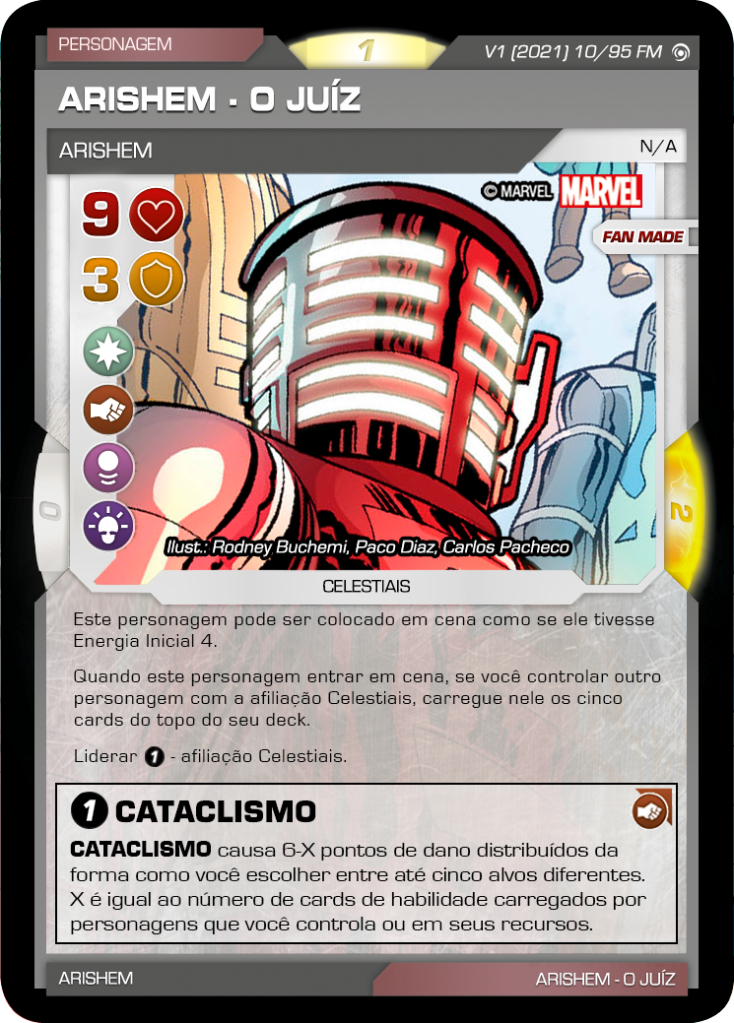 PERSONAGEM
1
V1 (2021) 10/95 FM
ARISHEM - O JUÍZ
ARISHEM
N/A
© MARVEL MARVEL
9
FAN MADE
3
0
2
Ilust.: Rodney Buchemi, Paco Diaz, Carlos Pacheco
CELESTIAIS
Este personagem pode ser colocado em cena como se ele tivesse
Energia Inicial 4.
Quando este personagem entrar em cena, se você controlar outro
personagem com a afiliação Celestiais, carregue nele os cinco
cards do topo do seu deck.
Liderar 1 - afiliação Celestiais.
1 CATACLISMO
CATACLISMO causa 6-X pontos de dano distribuídos da
forma como você escolher entre até cinco alvos diferentes.
X é igual ao número de cards de habilidade carregados por
personagens que você controla ou em seus recursos.
ARISHEM
ARISHEM - O JUÍZ